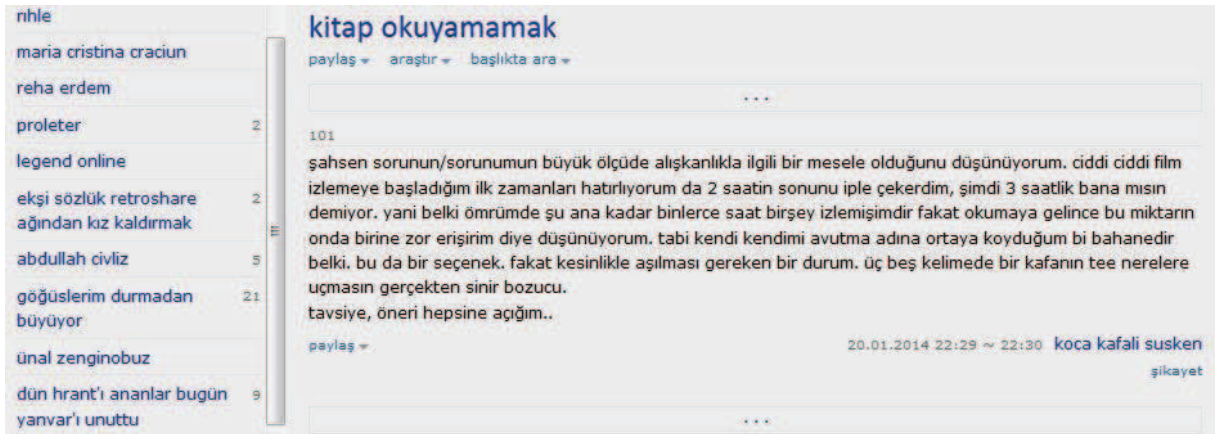 rıhle
maria cristina craciun
reha erdem
proleter 2
legend online
ekşi sözlük retroshare 2
ağından kız kaldırmak
abdullah civliz 5
göğüslerim durmadan 21
büyüyor
ünal zenginobuz
dün hrant'ı ananlar bugün 9
yanvar'ı unuttu
kitap okuyamamak
paylaş araştır başlıkta ara
...
101
şahsen sorunun/sorunumun büyük ölçüde alışkanlıkla ilgili bir mesele olduğunu düşünüyorum. ciddi ciddi film
izlemeye başladığım ilk zamanları hatırlıyorum da 2 saatin sonunu iple çekerdim, şimdi 3 saatlik bana mısın
demiyor. yani belki ömrümde şu ana kadar binlerce saat birşey izlemişimdir fakat okumaya gelince bu miktarın
onda birine zor erişirim diye düşünüyorum. tabi kendi kendimi avutma adına ortaya koyduğum bi bahanedir
belki. bu da bir seçenek. fakat kesinlikle aşılması gereken bir durum. üç beş kelimede bir kafanın tee nerelere
uçmasın gerçekten sinir bozucu.
tavsiye, öneri hepsine açığım..
paylaş 20.01.2014 22:29 ~ 22:30 koca kafali susken
şikayet
...